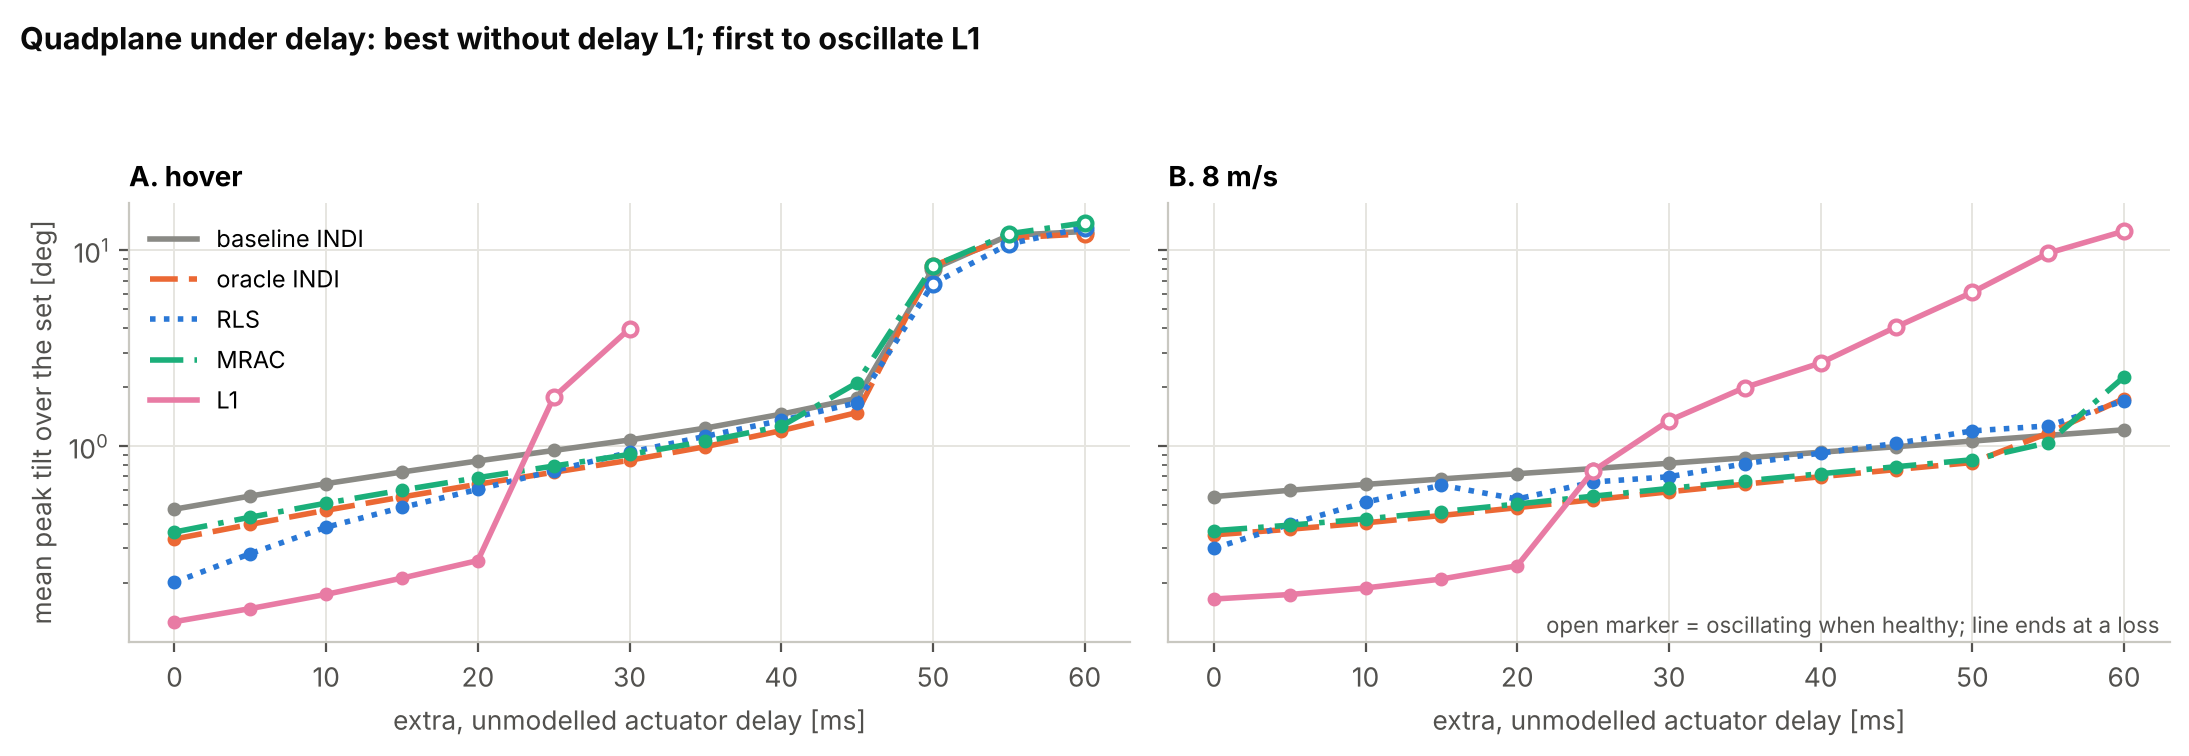 Quadplane under delay: best without delay L1; first to oscillate L1
A. hover
B. 8 m/s
mean peak tilt over the set [deg]
10¹
10⁰
baseline INDI
oracle INDI
RLS
MRAC
L1
open marker = oscillating when healthy; line ends at a loss
0 10 20 30 40 50 60
0 10 20 30 40 50 60
extra, unmodelled actuator delay [ms]
extra, unmodelled actuator delay [ms]